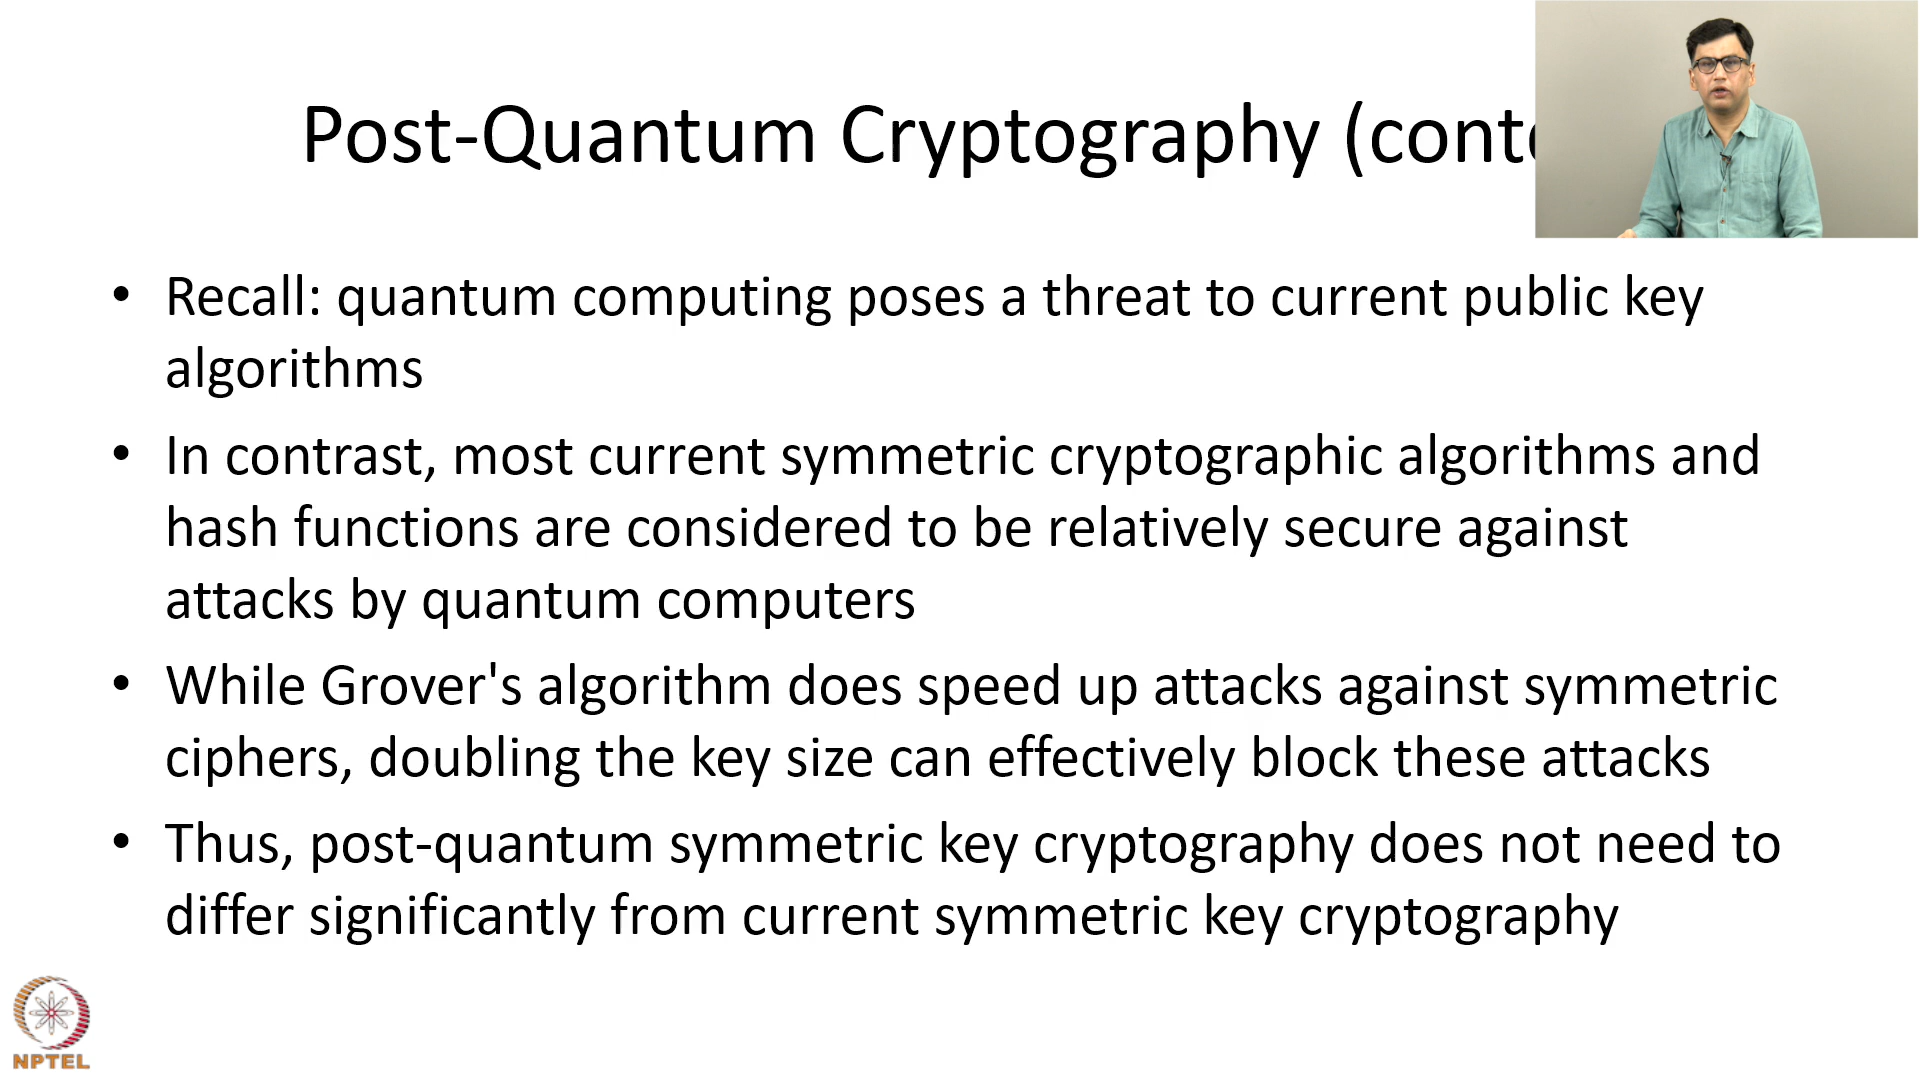 Post-Quantum Cryptography
• Recall: quantum computing poses a threat to current public key
algorithms
• In contrast, most current symmetric cryptographic algorithms and
hash functions are considered to be relatively secure against
attacks by quantum computers
• While Grover's algorithm does speed up attacks against symmetric
ciphers, doubling the key size can effectively block these attacks
• Thus, post-quantum symmetric key cryptography does not need to
differ significantly from current symmetric key cryptography
NPTEL